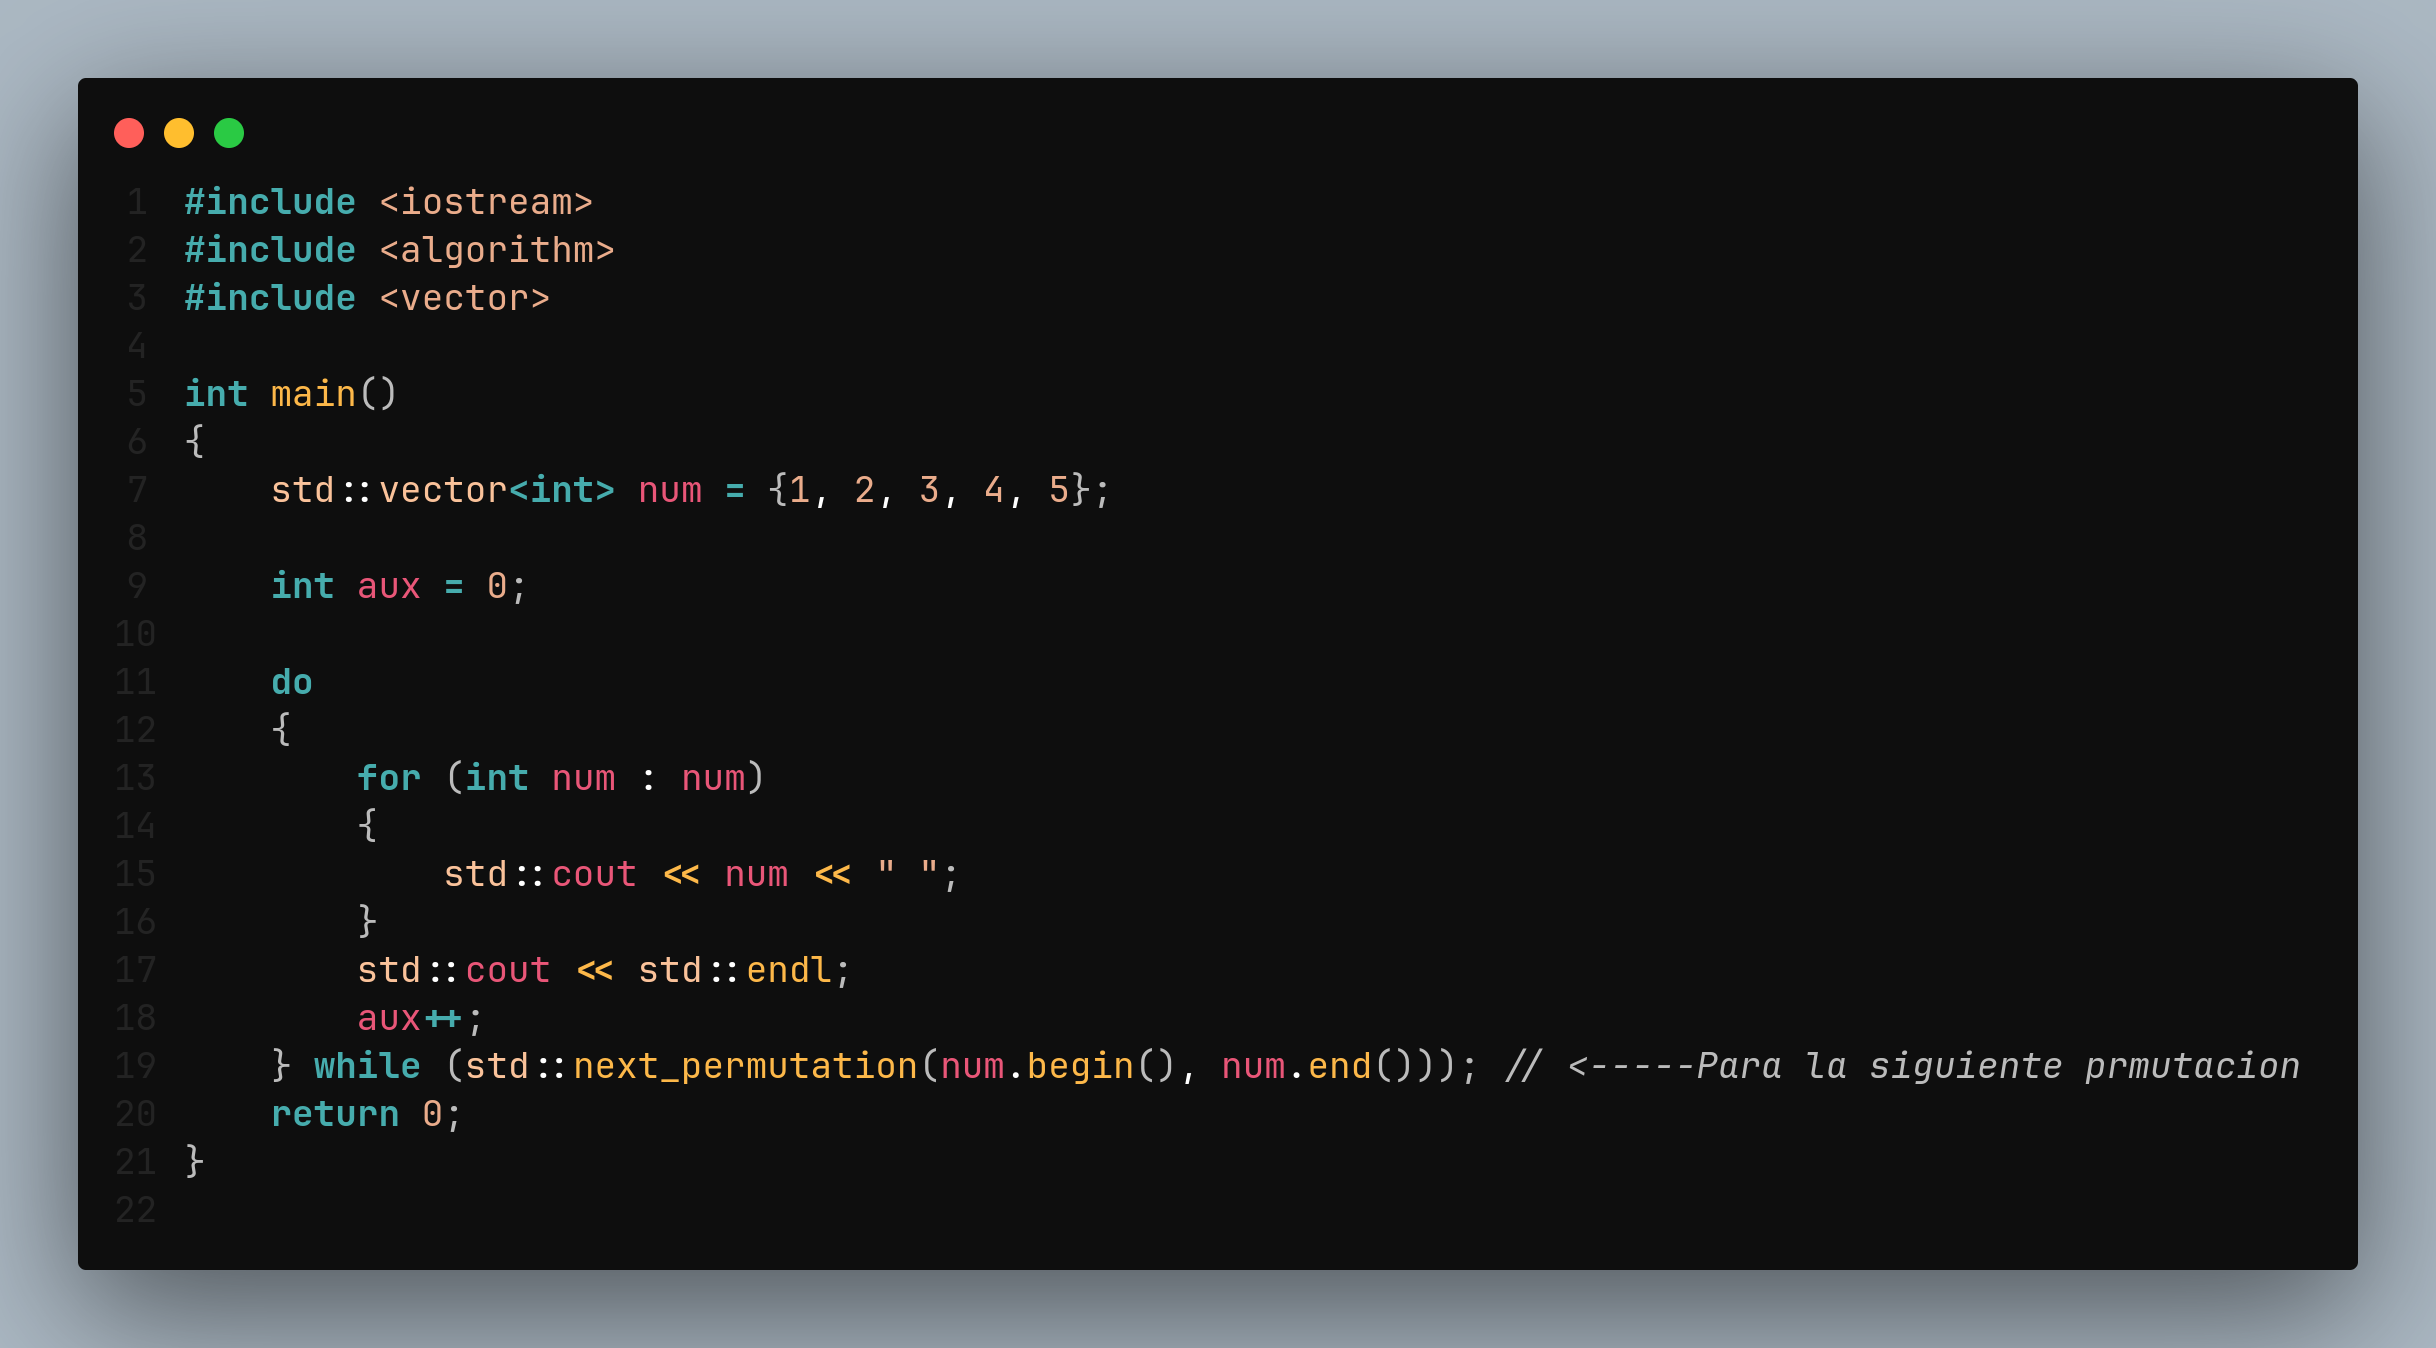 1 #include <iostream>
2 #include <algorithm>
3 #include <vector>
4
5 int main()
6 {
7     std::vector<int> num = {1, 2, 3, 4, 5};
8
9     int aux = 0;
10
11     do
12     {
13         for (int num : num)
14         {
15             std::cout << num << " ";
16         }
17         std::cout << std::endl;
18         aux++;
19     } while (std::next_permutation(num.begin(), num.end())); // <-----Para la siguiente prmutacion
20     return 0;
21 }
22